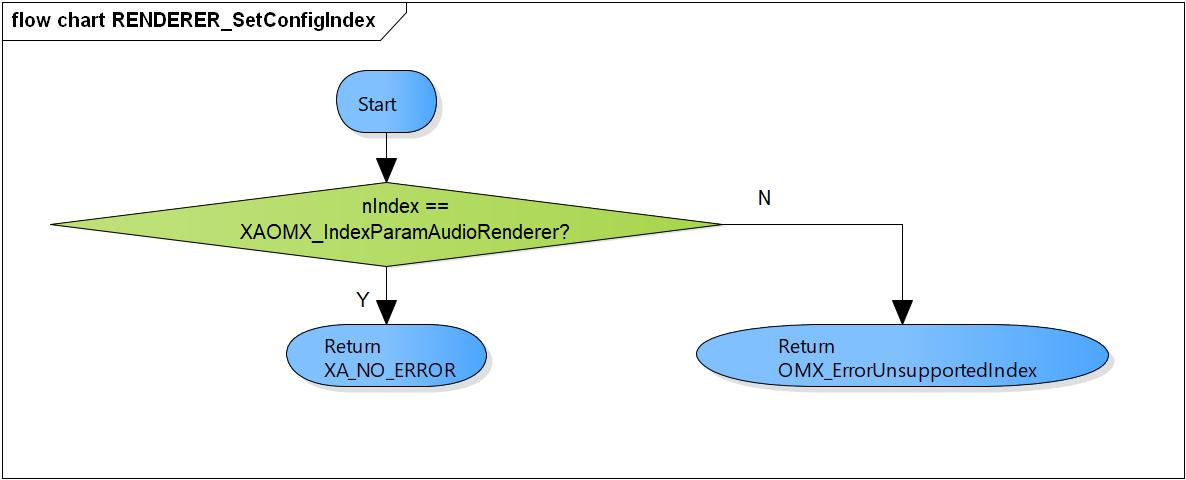 flow chart RENDERER_SetConfigIndex
Start
nIndex ==
XAOMX_IndexParamAudioRenderer?
N
Y
Return
XA_NO_ERROR
Return
OMX_ErrorUnsupportedIndex